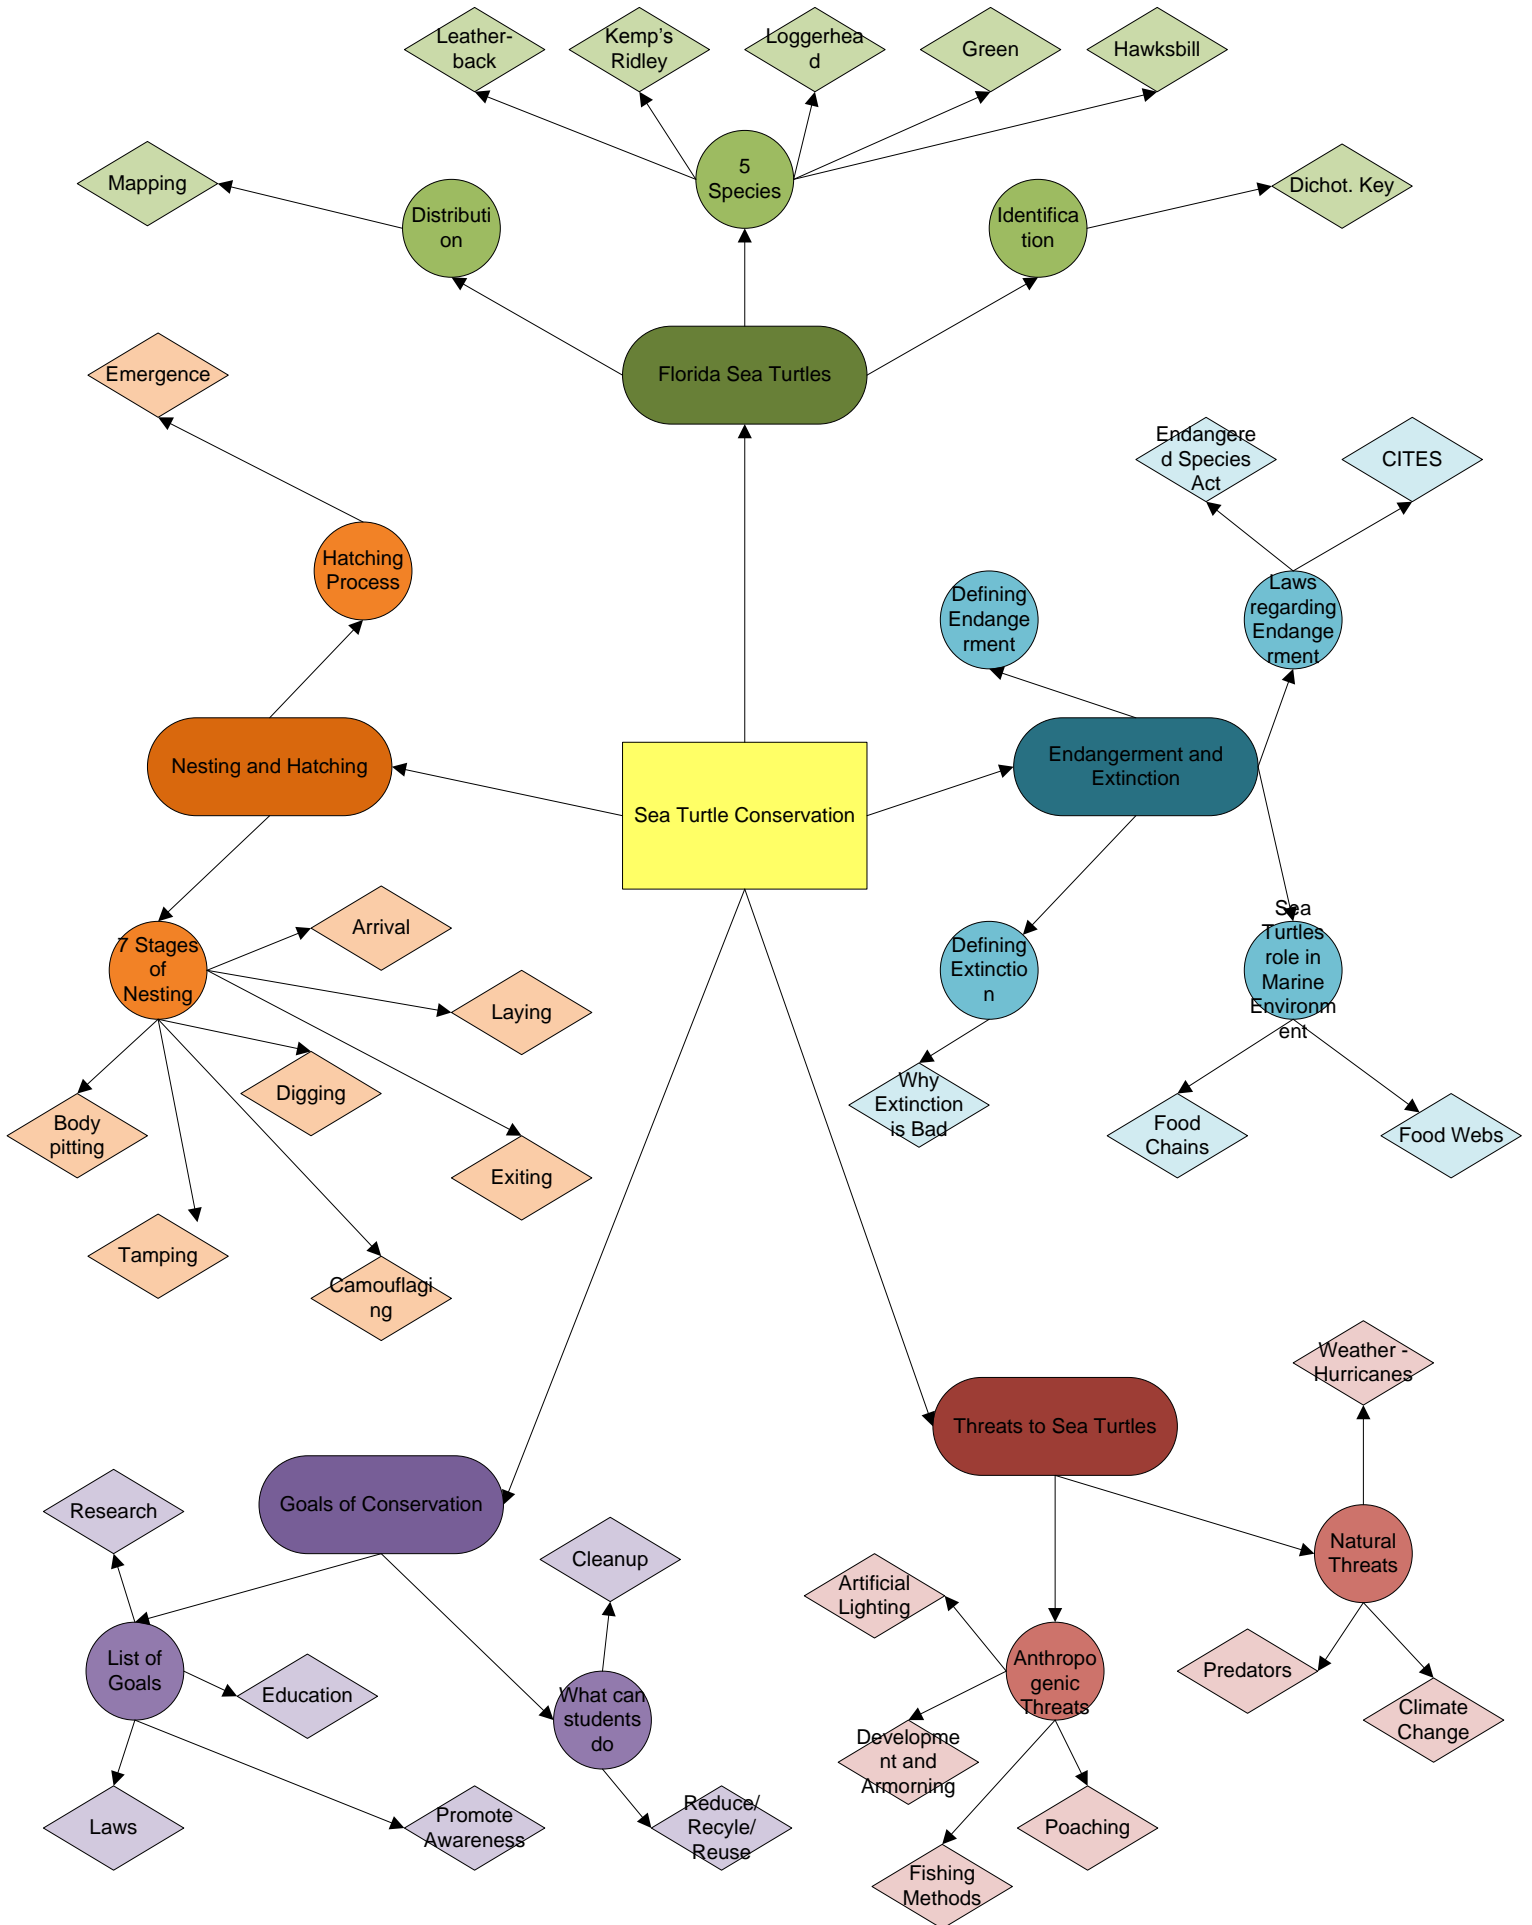 Leather-
back
Kemp's
Ridley
Loggerhea
d
Green
Hawksbill
5
Species
Mapping
Distributi
on
Identifica
tion
Dichot. Key
Florida Sea Turtles
Emergence
Endangere
d Species
Act
CITES
Hatching
Process
Defining
Endange
rment
Laws
regarding
Endange
rment
Nesting and Hatching
Endangerment and
Extinction
Sea Turtle Conservation
7 Stages
of
Nesting
Arrival
Laying
Digging
Body
pitting
Exiting
Tamping
Camouflagi
ng
Defining
Extinctio
n
Sea
Turtles
role in
Marine
Environm
ent
Why
Extinction
is Bad
Food
Chains
Food Webs
Weather -
Hurricanes
Threats to Sea Turtles
Goals of Conservation
Research
Cleanup
Natural
Threats
Artificial
Lighting
List of
Goals
Education
What can
students
do
Anthropo
genic
Threats
Predators
Climate
Change
Developme
nt and
Armorning
Laws
Promote
Awareness
Reduce/
Recyle/
Reuse
Poaching
Fishing
Methods